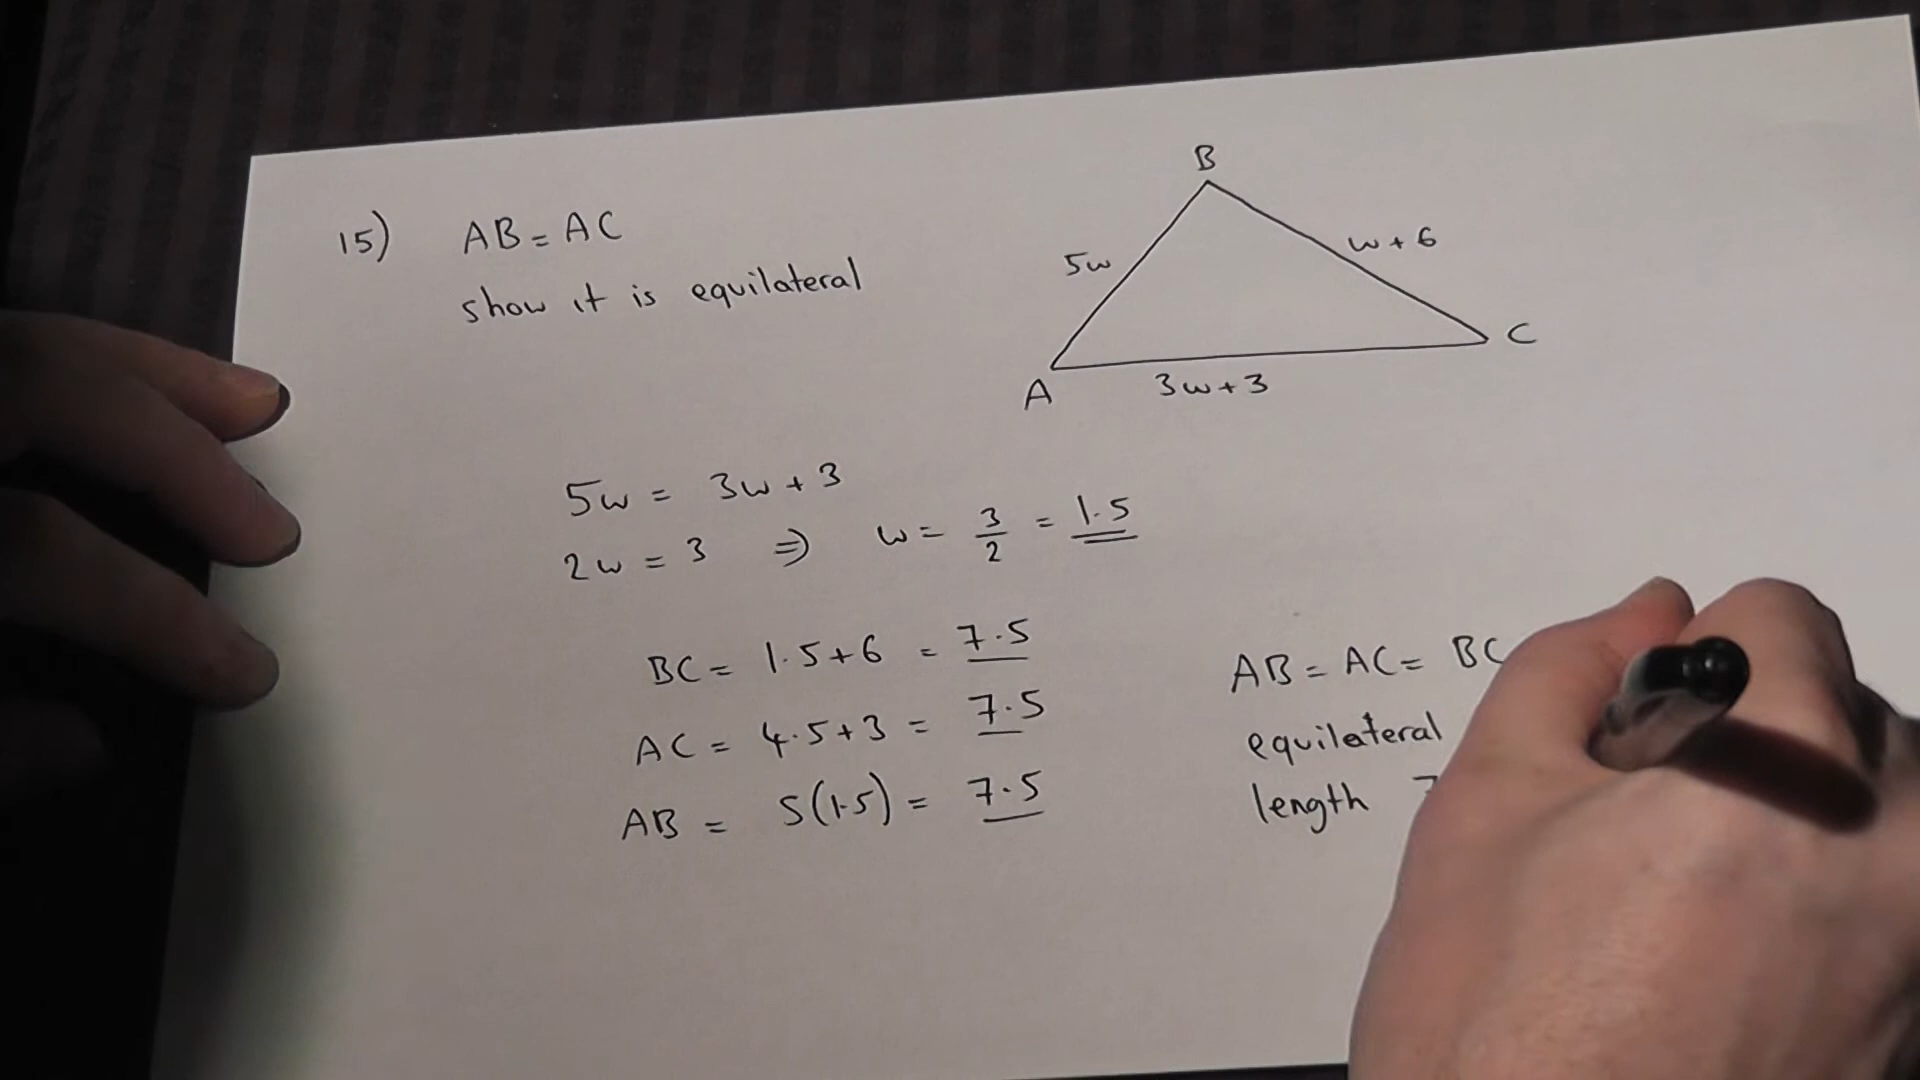 15) AB = AC
show it is equilateral
B
5w
w + 6
A
C
3w + 3
5w = 3w + 3
2w = 3 ⇒ w = 3/2 = 1.5
BC = 1.5 + 6 = 7.5
AC = 4.5 + 3 = 7.5
AB = 5(1.5) = 7.5
AB = AC = BC
equilateral
length